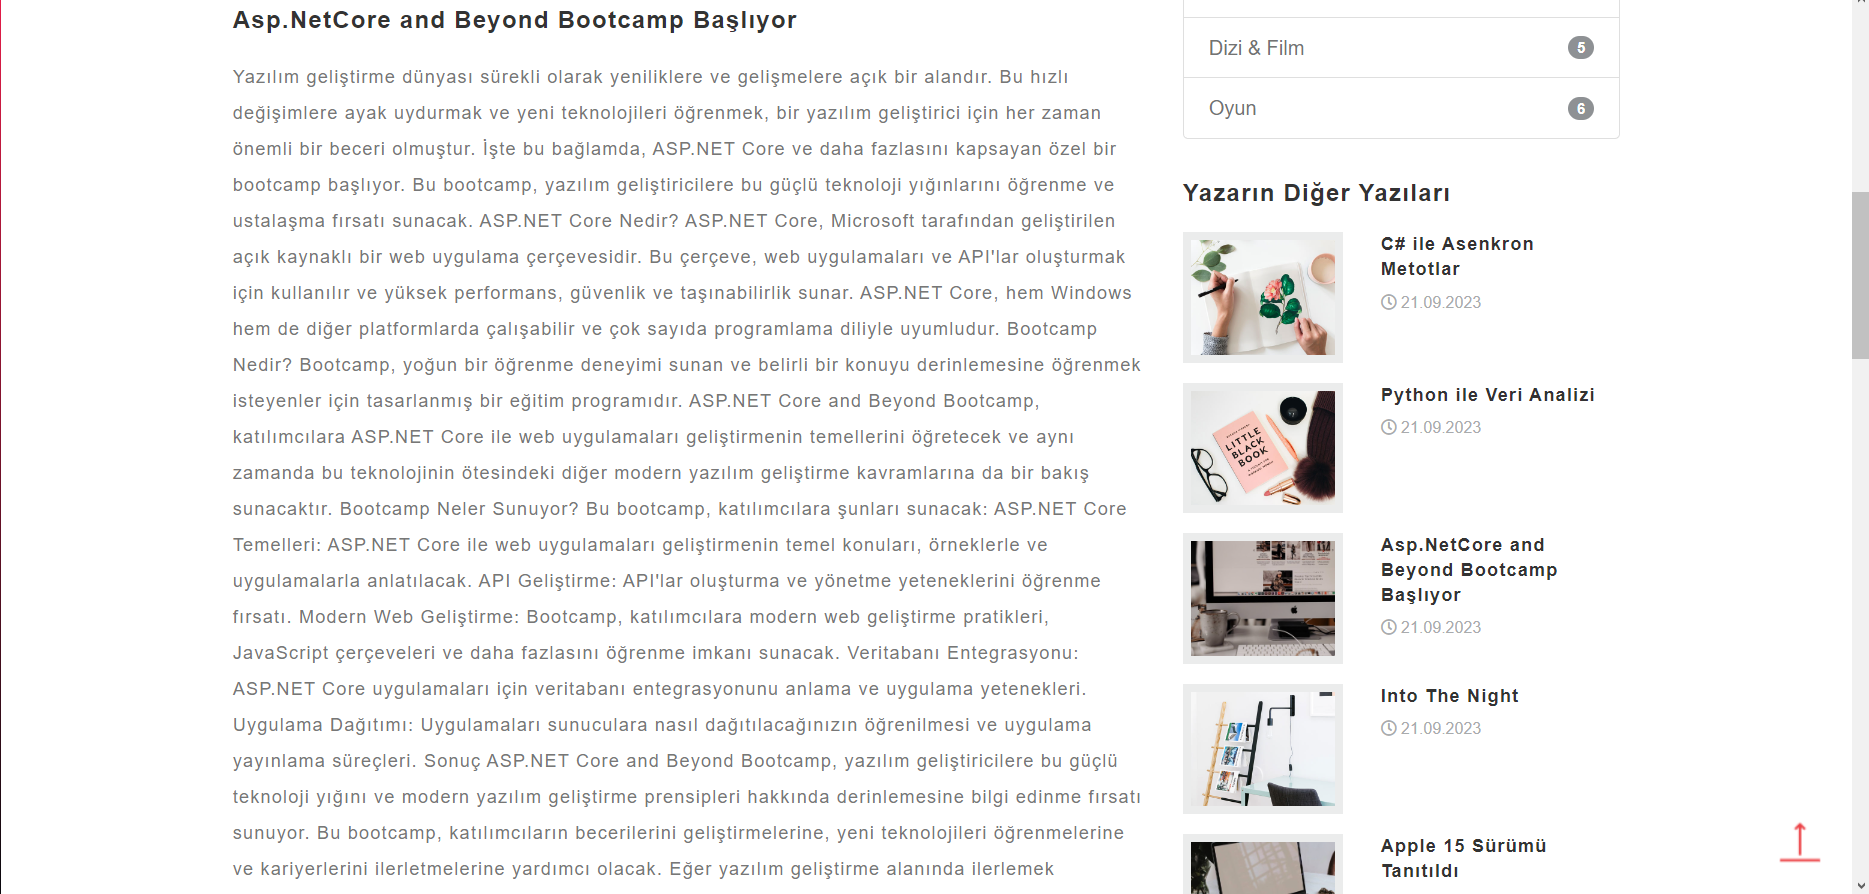 Asp.NetCore and Beyond Bootcamp Başlıyor
Yazılım geliştirme dünyası sürekli olarak yeniliklere ve gelişmelere açık bir alandır. Bu hızlı
değişimlere ayak uydurmak ve yeni teknolojileri öğrenmek, bir yazılım geliştirici için her zaman
önemli bir beceri olmuştur. İşte bu bağlamda, ASP.NET Core ve daha fazlasını kapsayan özel bir
bootcamp başlıyor. Bu bootcamp, yazılım geliştiricilere bu güçlü teknoloji yığınlarını öğrenme ve
ustalaşma fırsatı sunacak. ASP.NET Core Nedir? ASP.NET Core, Microsoft tarafından geliştirilen
açık kaynaklı bir web uygulama çerçevesidir. Bu çerçeve, web uygulamaları ve API'lar oluşturmak
için kullanılır ve yüksek performans, güvenlik ve taşınabilirlik sunar. ASP.NET Core, hem Windows
hem de diğer platformlarda çalışabilir ve çok sayıda programlama diliyle uyumludur. Bootcamp
Nedir? Bootcamp, yoğun bir öğrenme deneyimi sunan ve belirli bir konuyu derinlemesine öğrenmek
isteyenler için tasarlanmış bir eğitim programıdır. ASP.NET Core and Beyond Bootcamp,
katılımcılara ASP.NET Core ile web uygulamaları geliştirmenin temellerini öğretecek ve aynı
zamanda bu teknolojinin ötesindeki diğer modern yazılım geliştirme kavramlarına da bir bakış
sunacaktır. Bootcamp Neler Sunuyor? Bu bootcamp, katılımcılara şunları sunacak: ASP.NET Core
Temelleri: ASP.NET Core ile web uygulamaları geliştirmenin temel konuları, örneklerle ve
uygulamalarla anlatılacak. API Geliştirme: API'lar oluşturma ve yönetme yeteneklerini öğrenme
fırsatı. Modern Web Geliştirme: Bootcamp, katılımcılara modern web geliştirme pratikleri,
JavaScript çerçeveleri ve daha fazlasını öğrenme imkanı sunacak. Veritabanı Entegrasyonu:
ASP.NET Core uygulamaları için veritabanı entegrasyonunu anlama ve uygulama yetenekleri.
Uygulama Dağıtımı: Uygulamaları sunuculara nasıl dağıtılacağınızın öğrenilmesi ve uygulama
yayınlama süreçleri. Sonuç ASP.NET Core and Beyond Bootcamp, yazılım geliştiricilere bu güçlü
teknoloji yığını ve modern yazılım geliştirme prensipleri hakkında derinlemesine bilgi edinme fırsatı
sunuyor. Bu bootcamp, katılımcıların becerilerini geliştirmelerine, yeni teknolojileri öğrenmelerine
ve kariyerlerini ilerletmelerine yardımcı olacak. Eğer yazılım geliştirme alanında ilerlemek
Dizi & Film 5
Oyun 6
Yazarın Diğer Yazıları
C# ile Asenkron
Metotlar
21.09.2023
LITTLE
BLACK
BOOK
Python ile Veri Analizi
21.09.2023
Asp.NetCore and
Beyond Bootcamp
Başlıyor
21.09.2023
Into The Night
21.09.2023
Apple 15 Sürümü
Tanıtıldı